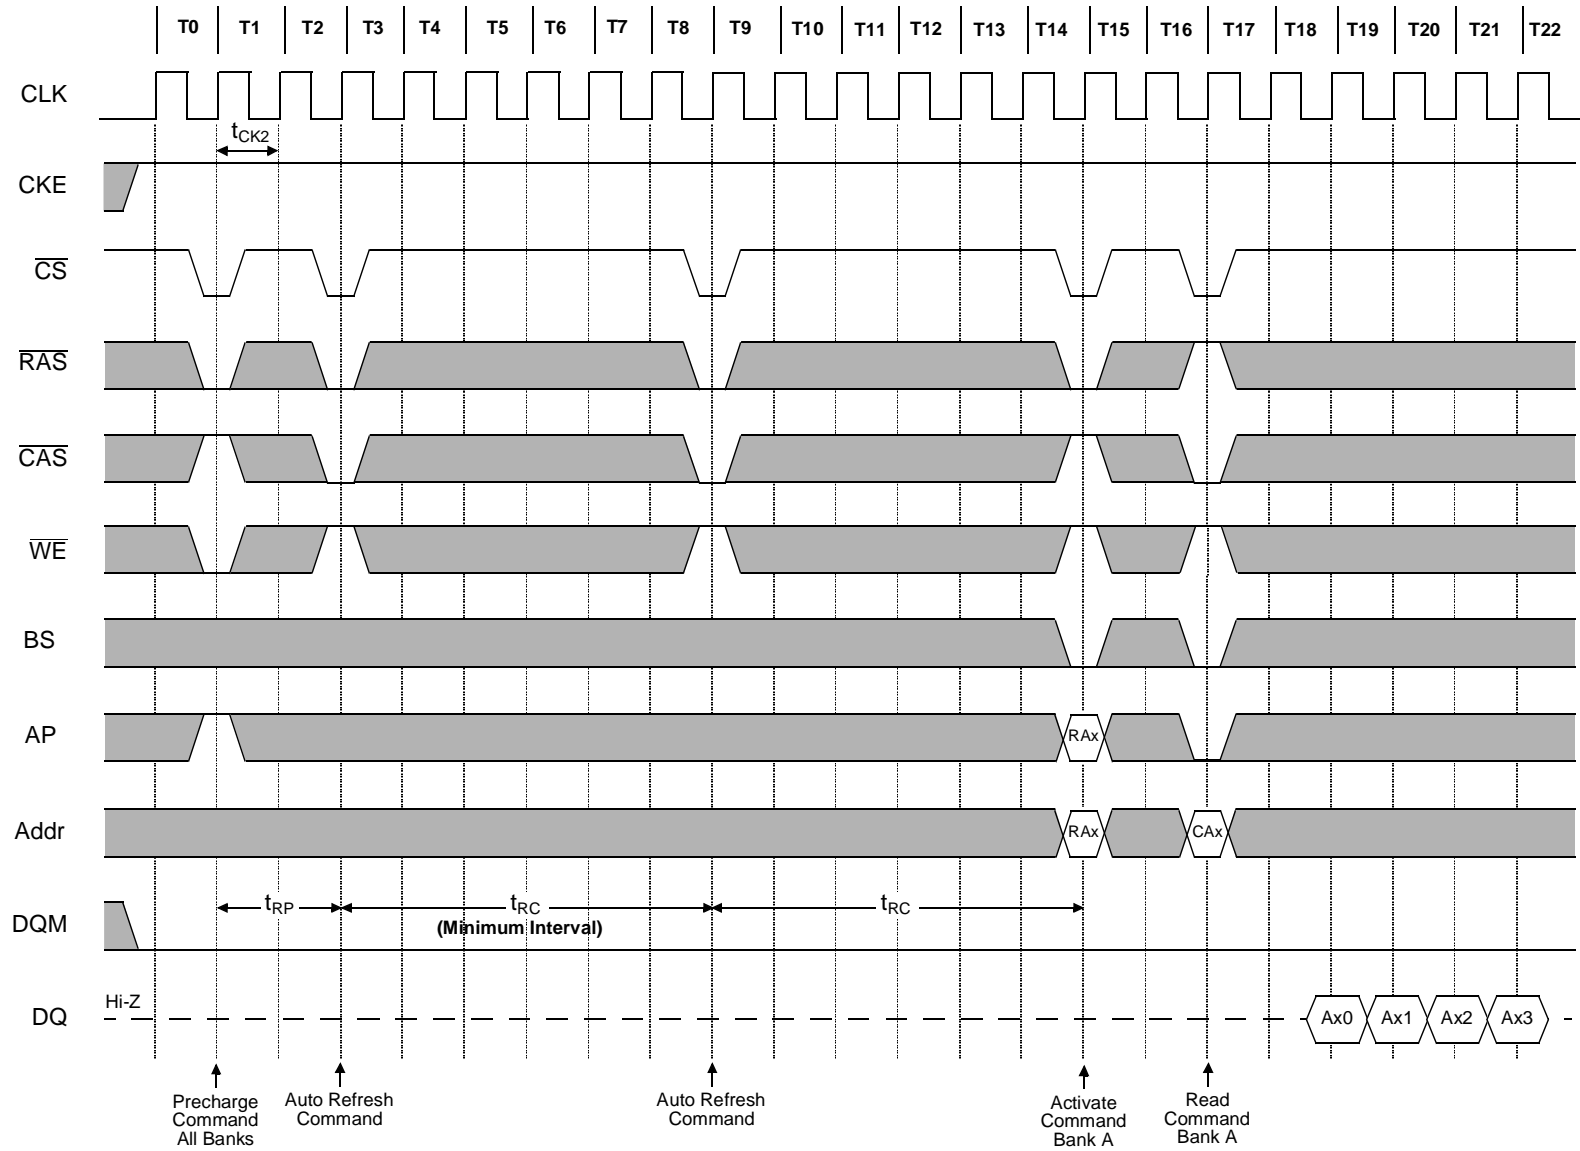 T0 T1 T2 T3 T4 T5 T6 T7 T8 T9 T10 T11 T12 T13 T14 T15 T16 T17 T18 T19 T20 T21 T22
CLK
tCK2
CKE
CS
RAS
CAS
WE
BS
AP
RAx
Addr
RAx CAx
tRP tRC tRC
DQM
(Minimum Interval)
Hi-Z
DQ
Ax0 Ax1 Ax2 Ax3
Precharge
Command
All Banks
Auto Refresh
Command
Auto Refresh
Command
Activate
Command
Bank A
Read
Command
Bank A